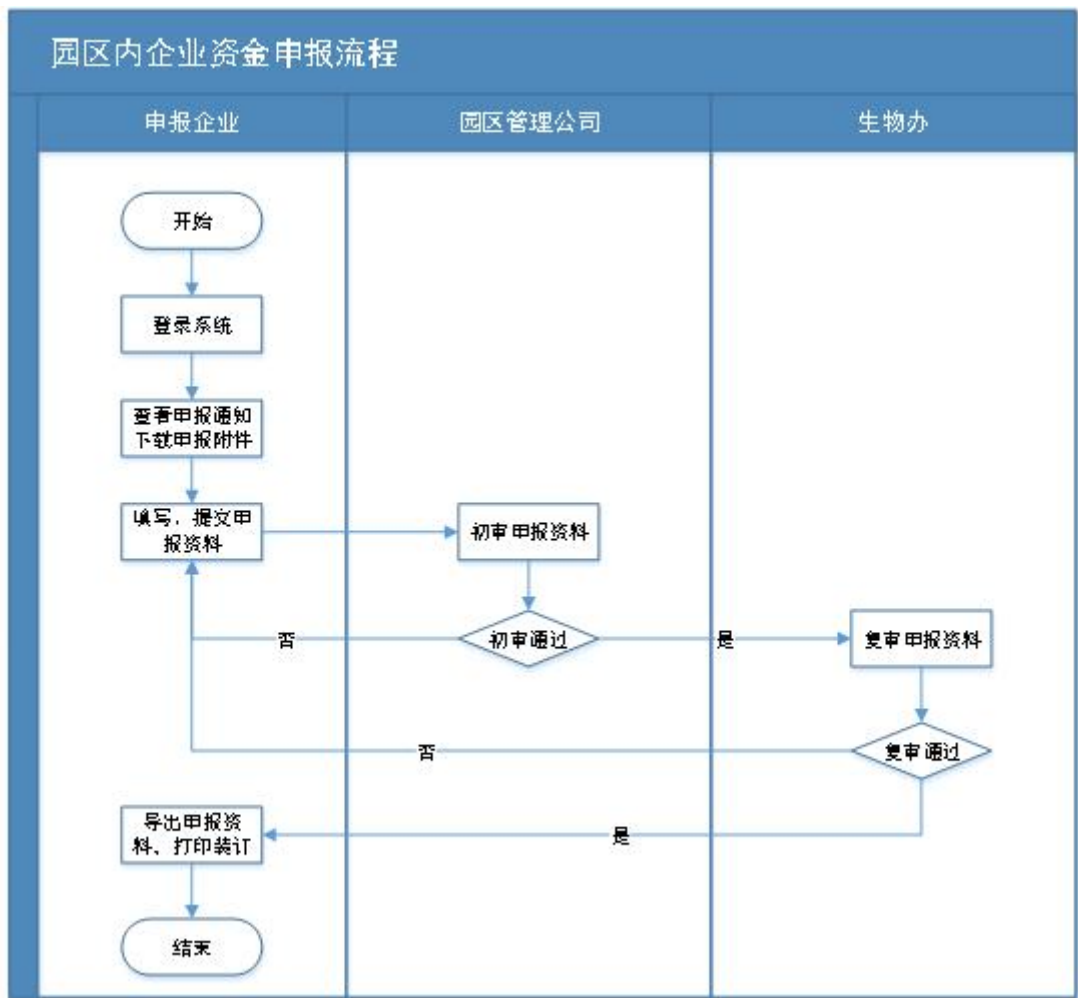 园区内企业资金申报流程
申报企业
园区管理公司
生物办
开始
登录系统
查看申报通知
下载申报附件
填写、提交申
报资料
初审申报资料
否
初审通过
是
复审申报资料
否
复审通过
导出申报资
料、打印装订
是
结束